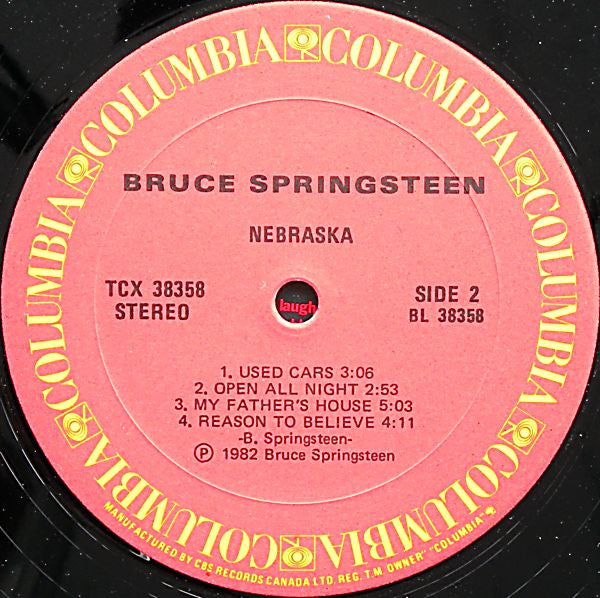 COLUMBIA COLUMBIA COLUMBIA COLUMBIA COLUMBIA COLUMBIA COLUMBIA COLUMBIA
BRUCE SPRINGSTEEN
NEBRASKA
TCX 38358
STEREO
SIDE 2
BL 38358
laugh
1. USED CARS 3:06
2. OPEN ALL NIGHT 2:53
3. MY FATHER'S HOUSE 5:03
4. REASON TO BELIEVE 4:11
-B. Springsteen-
Ⓟ 1982 Bruce Springsteen
MANUFACTURED BY CBS RECORDS CANADA LTD. REG. T.M. OWNER" "COLUMBIA"